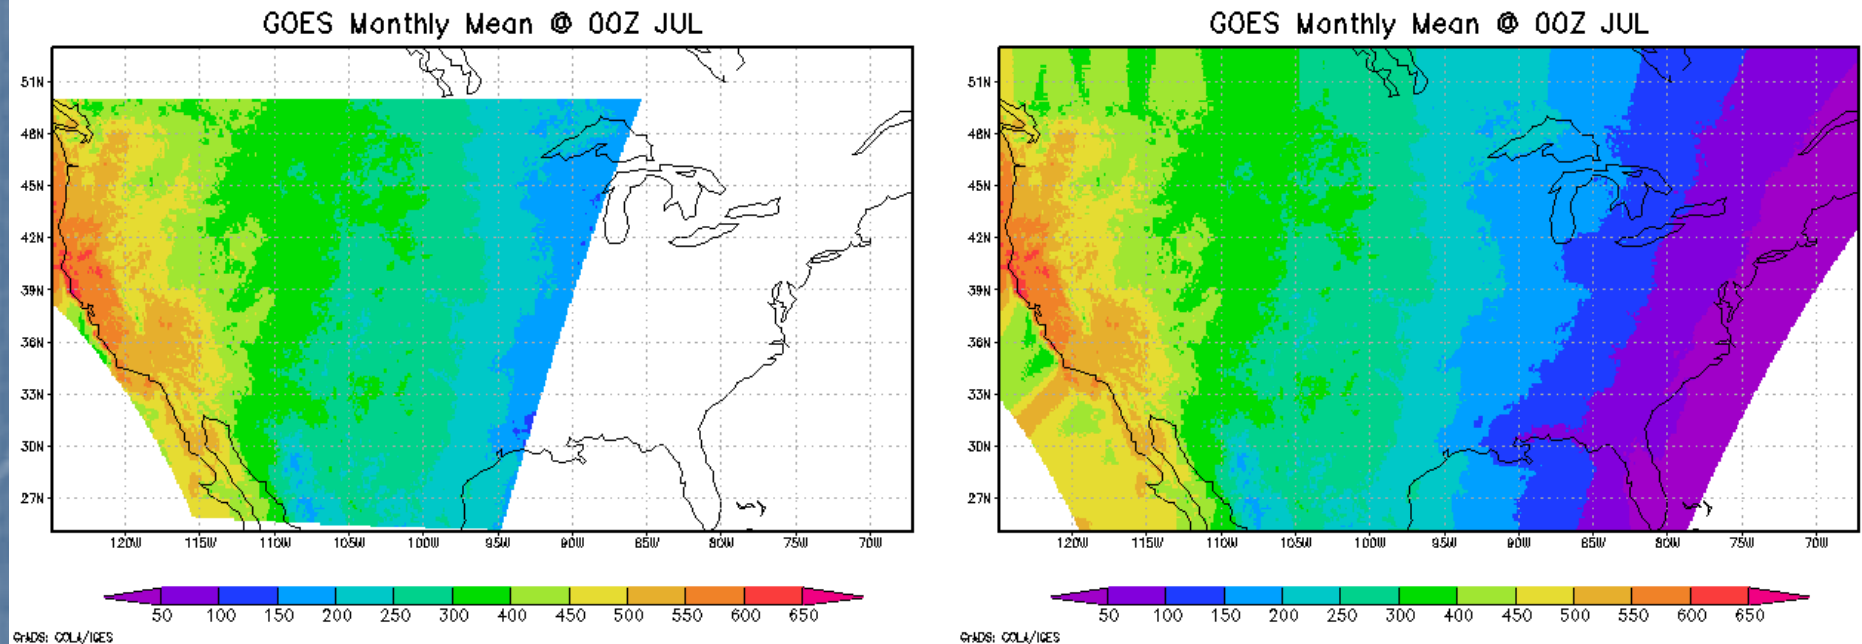 GOES Monthly Mean @ 00Z JUL
51N
48N
45N
42N
39N
36N
33N
30N
27N
120W 115W 110W 105W 100W 95W 90W 85W 80W 75W 70W
50 100 150 200 250 300 400 450 500 550 600 650
GrADS: COLA/IGES
GOES Monthly Mean @ 00Z JUL
51N
48N
45N
42N
39N
36N
33N
30N
27N
120W 115W 110W 105W 100W 95W 90W 85W 80W 75W 70W
50 100 150 200 250 300 400 450 500 550 600 650
GrADS: COLA/IGES